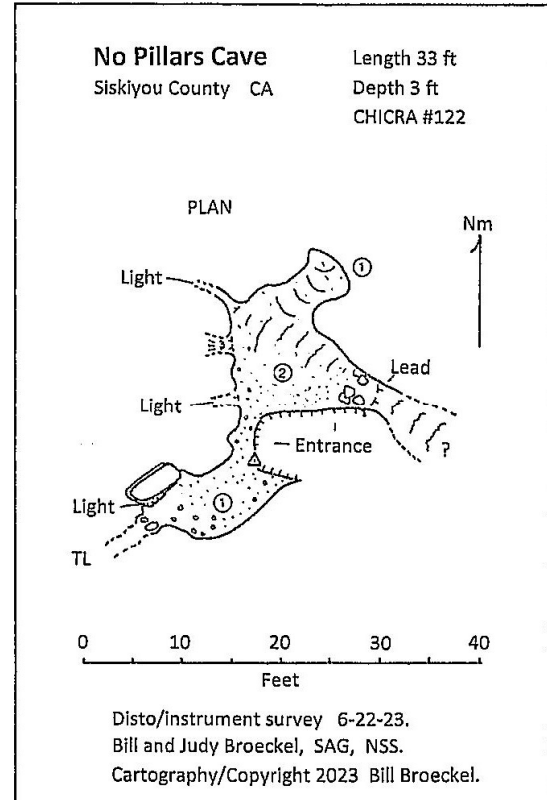 No Pillars Cave
Siskiyou County CA
Length 33 ft
Depth 3 ft
CHICRA #122
PLAN
Nm
Light
1
Lead
2
Light
Entrance
?
1
Light
TL
0 10 20 30 40
Feet
Disto/instrument survey 6-22-23.
Bill and Judy Broeckel, SAG, NSS.
Cartography/Copyright 2023 Bill Broeckel.